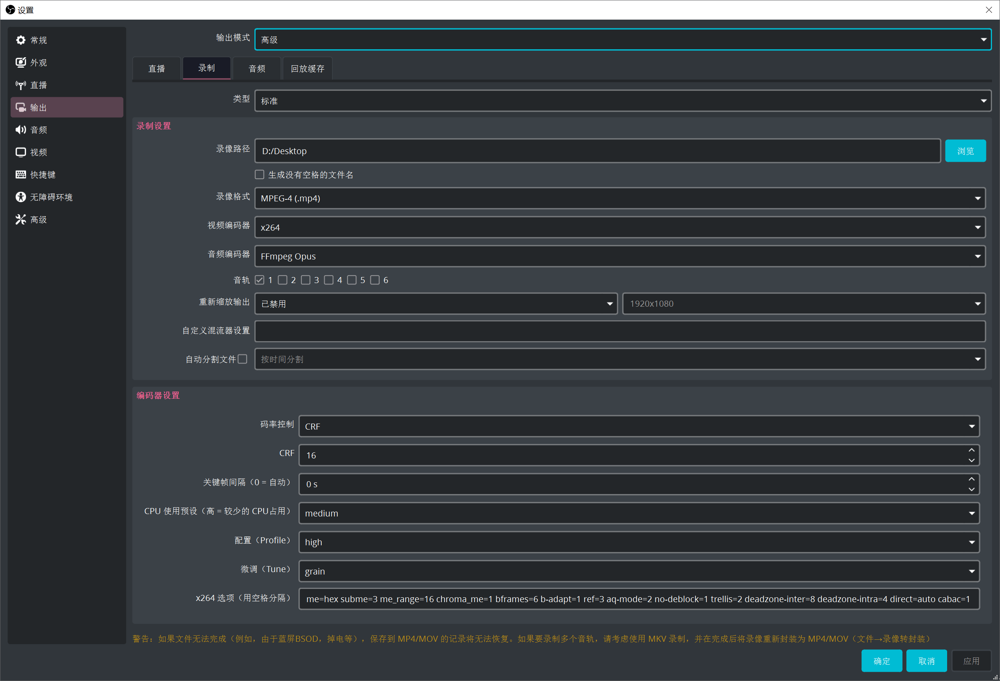 设置
常规
外观
直播
输出
音频
视频
快捷键
无障碍环境
高级
输出模式 高级
直播 录制 音频 回放缓存
类型 标准
录制设置
录像路径 D:/Desktop 浏览
生成没有空格的文件名
录像格式 MPEG-4 (.mp4)
视频编码器 x264
音频编码器 FFmpeg Opus
音轨 1 2 3 4 5 6
重新缩放输出 已禁用 1920x1080
自定义混流器设置
自动分割文件 按时间分割
编码器设置
码率控制 CRF
CRF 16
关键帧间隔（0 = 自动） 0 s
CPU 使用预设（高 = 较少的 CPU占用） medium
配置（Profile） high
微调（Tune） grain
x264 选项（用空格分隔） me=hex subme=3 me_range=16 chroma_me=1 bframes=6 b-adapt=1 ref=3 aq-mode=2 no-deblock=1 trellis=2 deadzone-inter=8 deadzone-intra=4 direct=auto cabac=1
警告：如果文件无法完成（例如，由于蓝屏BSOD，掉电等），保存到 MP4/MOV 的记录将无法恢复。如果要录制多个音轨，请考虑使用 MKV 录制，并在完成后将录像重新封装为 MP4/MOV（文件→录像转封装）
确定 取消 应用